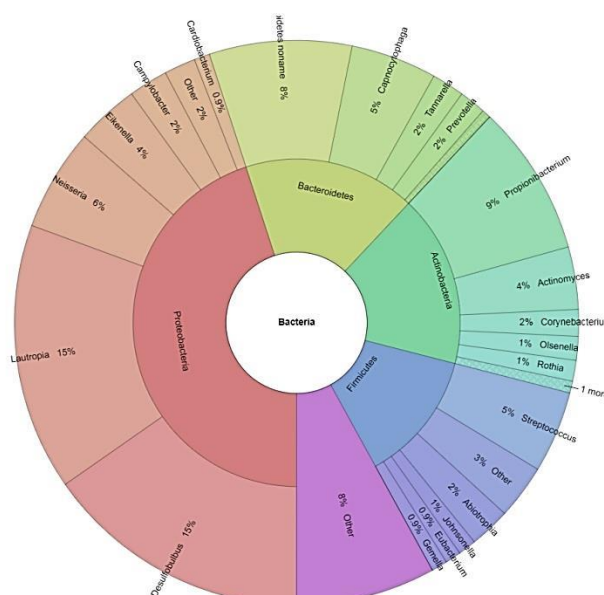 Bacteria
Proteobacteria
Bacteroidetes
Actinobacteria
Firmicutes
Cardiobacterium 0.9%
Other 2%
Campylobacter 2%
Eikenella 4%
Neisseria 6%
Lautropia 15%
Desulfobulbus 15%
idetes noname 8%
5% Capnocytophaga
2% Tannarella
2% Prevotella
9% Propionibacterium
4% Actinomyces
2% Corynebacteriu
1% Olsenella
1% Rothia
1 mor
5% Streptococcus
3% Other
2% Abiotrophia
1% Johnsonella
0.9% Eubacterium
0.9% Gemella
8% Other